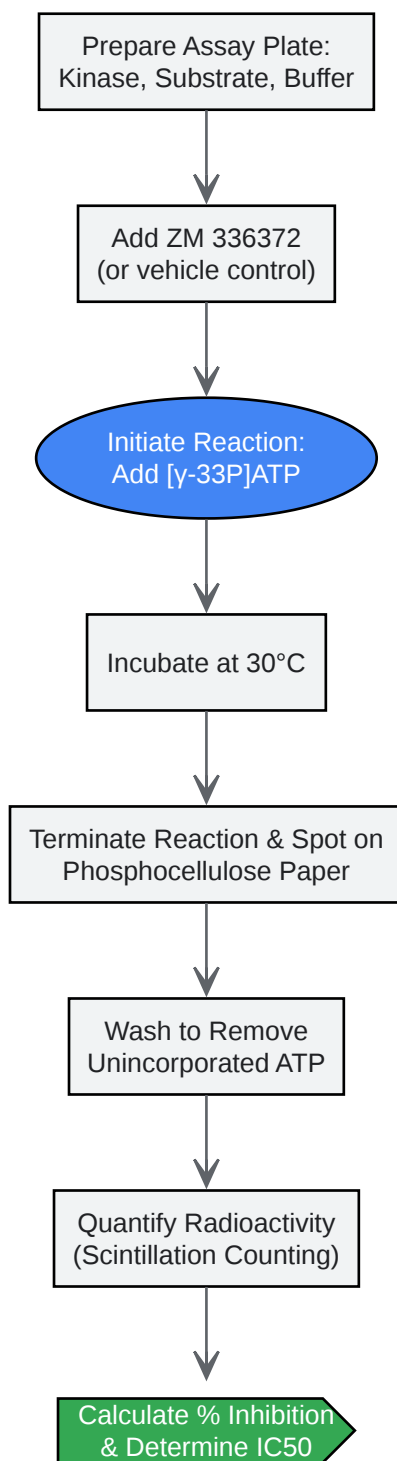 Prepare Assay Plate:
Kinase, Substrate, Buffer
Add ZM 336372
(or vehicle control)
Initiate Reaction:
Add [γ-33P]ATP
Incubate at 30°C
Terminate Reaction & Spot on
Phosphocellulose Paper
Wash to Remove
Unincorporated ATP
Quantify Radioactivity
(Scintillation Counting)
Calculate % Inhibition
& Determine IC50